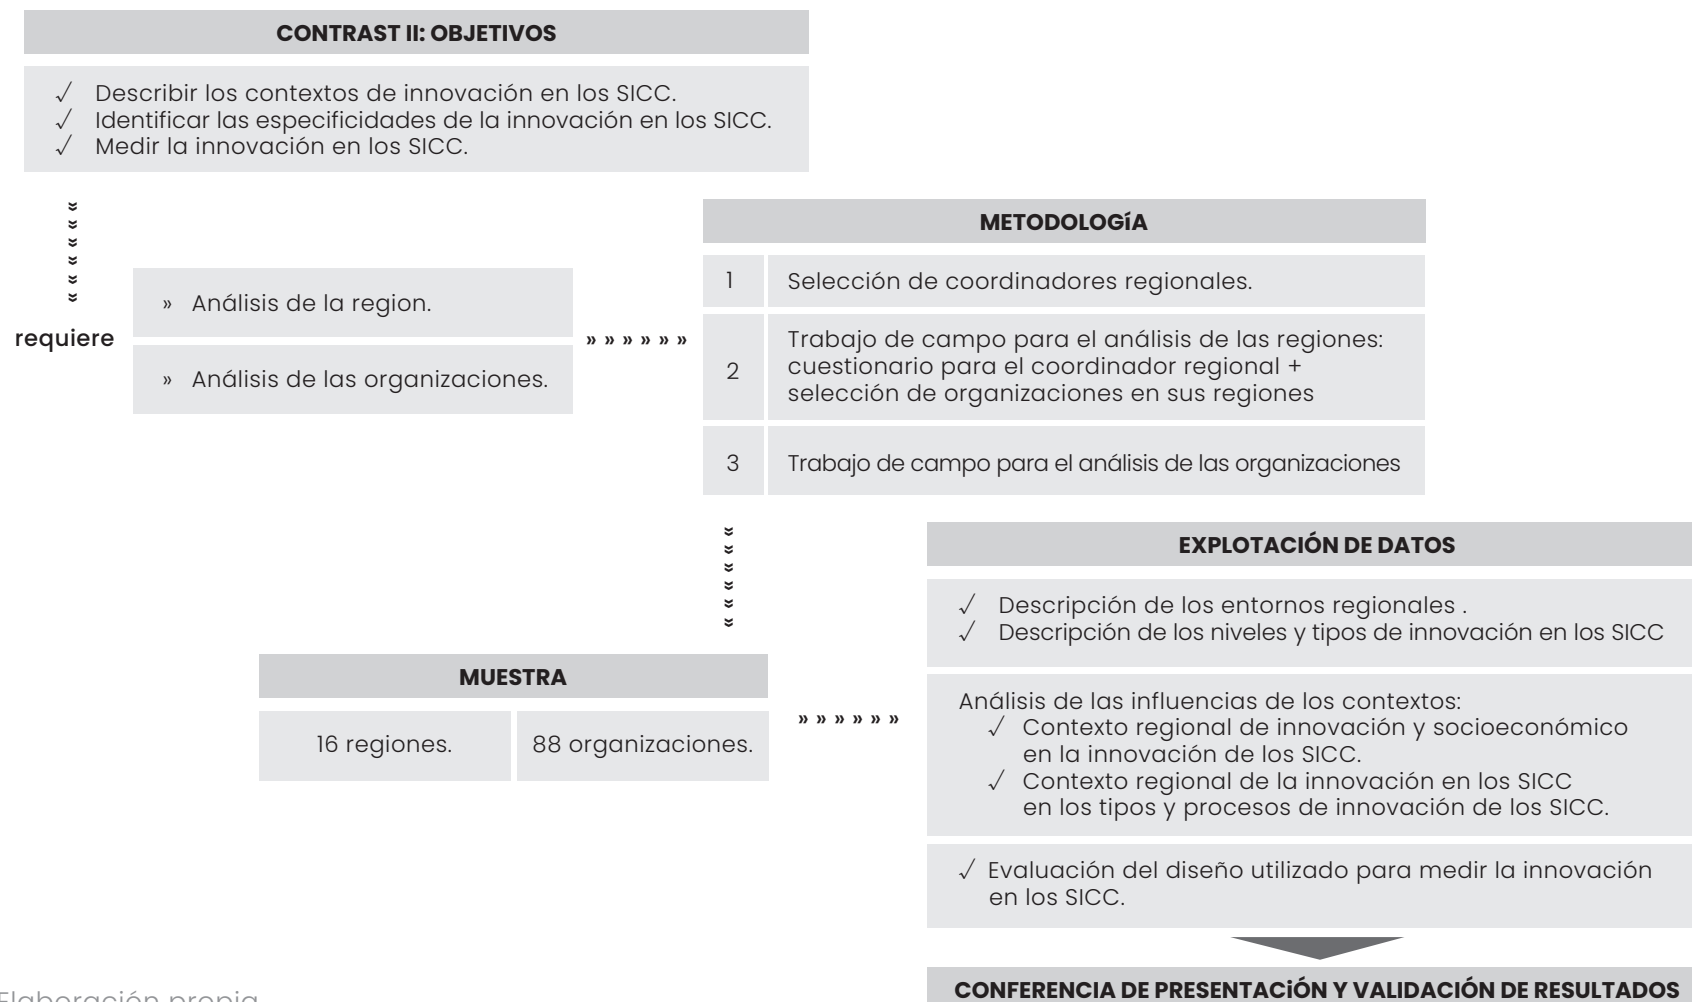 CONTRAST II: OBJETIVOS
√ Describir los contextos de innovación en los SICC.
√ Identificar las especificidades de la innovación en los SICC.
√ Medir la innovación en los SICC.
requiere
» Análisis de la region.
» Análisis de las organizaciones.
» » » » » »
METODOLOGíA
1 Selección de coordinadores regionales.
2 Trabajo de campo para el análisis de las regiones:
cuestionario para el coordinador regional +
selección de organizaciones en sus regiones
3 Trabajo de campo para el análisis de las organizaciones
MUESTRA
16 regiones. 88 organizaciones.
» » » » » »
EXPLOTACIÓN DE DATOS
√ Descripción de los entornos regionales .
√ Descripción de los niveles y tipos de innovación en los SICC
Análisis de las influencias de los contextos:
√ Contexto regional de innovación y socioeconómico
en la innovación de los SICC.
√ Contexto regional de la innovación en los SICC
en los tipos y procesos de innovación de los SICC.
√ Evaluación del diseño utilizado para medir la innovación
en los SICC.
CONFERENCIA DE PRESENTACIÓN Y VALIDACIÓN DE RESULTADOS
Elaboración propia